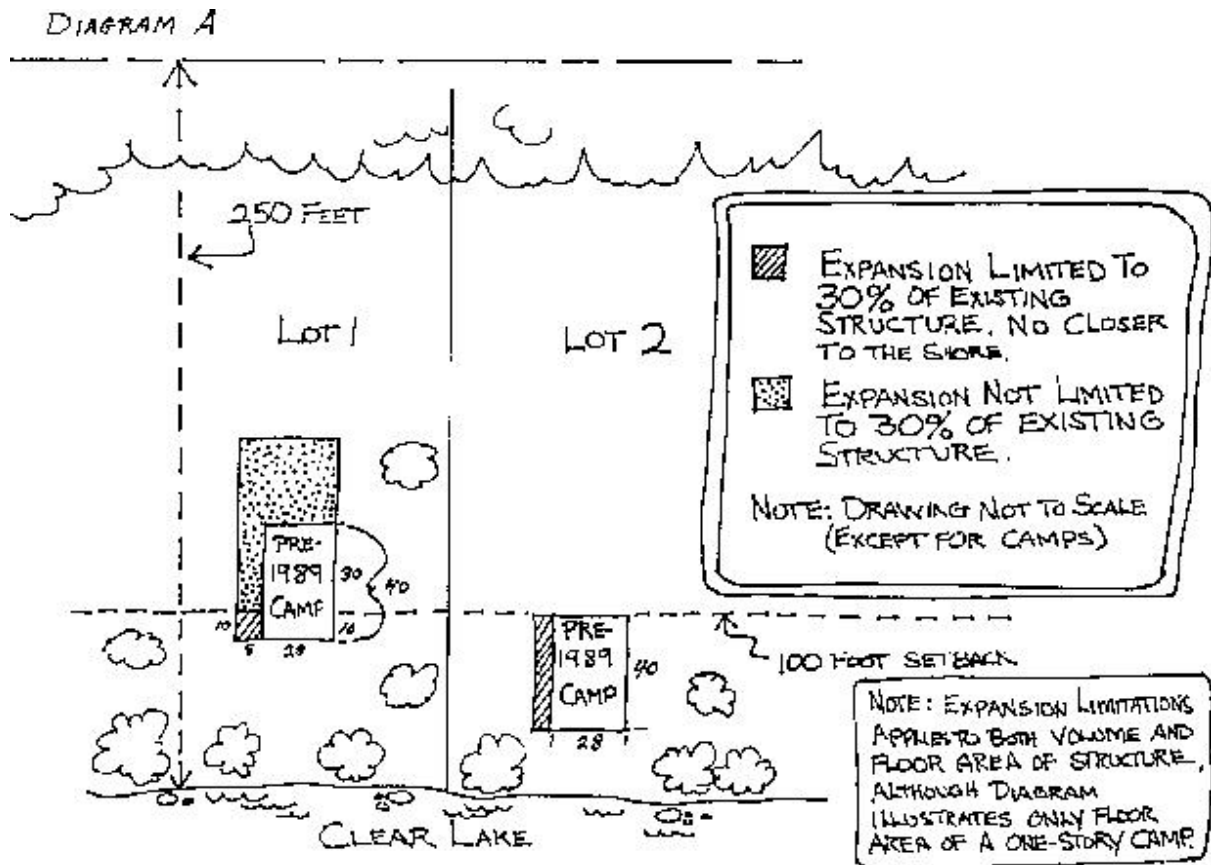 DIAGRAM A
250 FEET
LOT 1
LOT 2
EXPANSION LIMITED TO
30% OF EXISTING
STRUCTURE. NO CLOSER
TO THE SHORE.
EXPANSION NOT LIMITED
TO 30% OF EXISTING
STRUCTURE.
NOTE: DRAWING NOT TO SCALE
(EXCEPT FOR CAMPS)
PRE-
1989
CAMP
30
40
10
10
8
28
PRE-
1989
CAMP
40
28
100 FOOT SETBACK
NOTE: EXPANSION LIMITATIONS
APPLIES TO BOTH VOLUME AND
FLOOR AREA OF STRUCTURE,
ALTHOUGH DIAGRAM
ILLUSTRATES ONLY FLOOR
AREA OF A ONE-STORY CAMP.
CLEAR LAKE